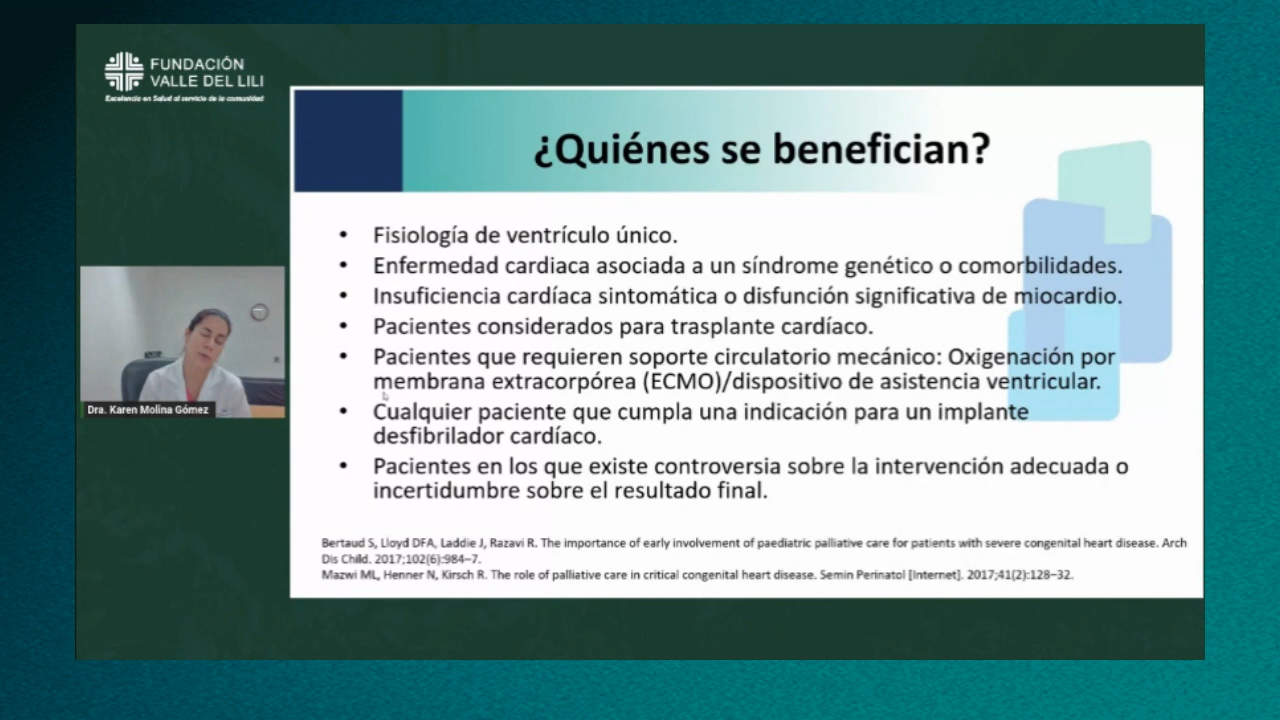 FUNDACIÓN
VALLE DEL LILI
Excelencia en Salud al servicio de la comunidad
¿Quiénes se benefician?
• Fisiología de ventrículo único.
• Enfermedad cardiaca asociada a un síndrome genético o comorbilidades.
• Insuficiencia cardíaca sintomática o disfunción significativa de miocardio.
• Pacientes considerados para trasplante cardíaco.
• Pacientes que requieren soporte circulatorio mecánico: Oxigenación por
membrana extracorpórea (ECMO)/dispositivo de asistencia ventricular.
• Cualquier paciente que cumpla una indicación para un implante
desfibrilador cardíaco.
• Pacientes en los que existe controversia sobre la intervención adecuada o
incertidumbre sobre el resultado final.
Bertaud S, Lloyd DFA, Laddie J, Razavi R. The importance of early involvement of paediatric palliative care for patients with severe congenital heart disease. Arch
Dis Child. 2017;102(6):984–7.
Mazwi ML, Henner N, Kirsch R. The role of palliative care in critical congenital heart disease. Semin Perinatol [Internet]. 2017;41(2):128–32.
Dra. Karen Molina Gómez